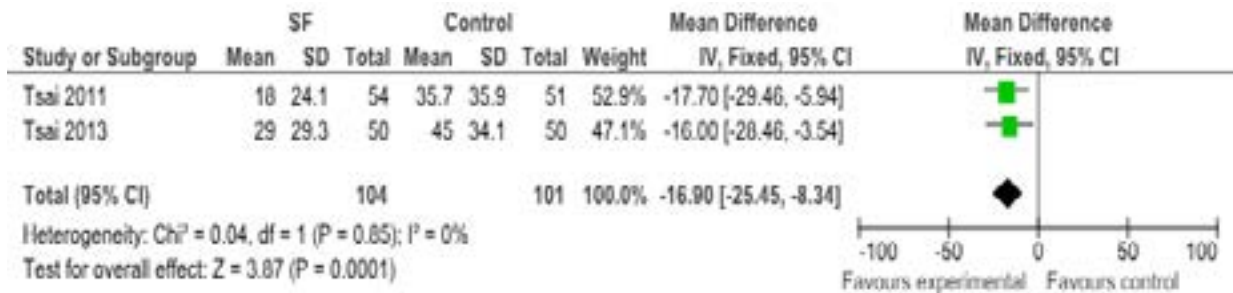 SF Control Mean Difference Mean Difference
Study or Subgroup Mean SD Total Mean SD Total Weight IV, Fixed, 95% CI IV, Fixed, 95% CI
Tsai 2011 18 24.1 54 35.7 35.9 51 52.9% -17.70 [-29.46, -5.94]
Tsai 2013 29 29.3 50 45 34.1 50 47.1% -16.00 [-28.46, -3.54]
Total (95% CI) 104 101 100.0% -16.90 [-25.45, -8.34]
Heterogeneity: Chi² = 0.04, df = 1 (P = 0.85); I² = 0%
Test for overall effect: Z = 3.87 (P = 0.0001)
-100 -50 0 50 100
Favours experimental Favours control